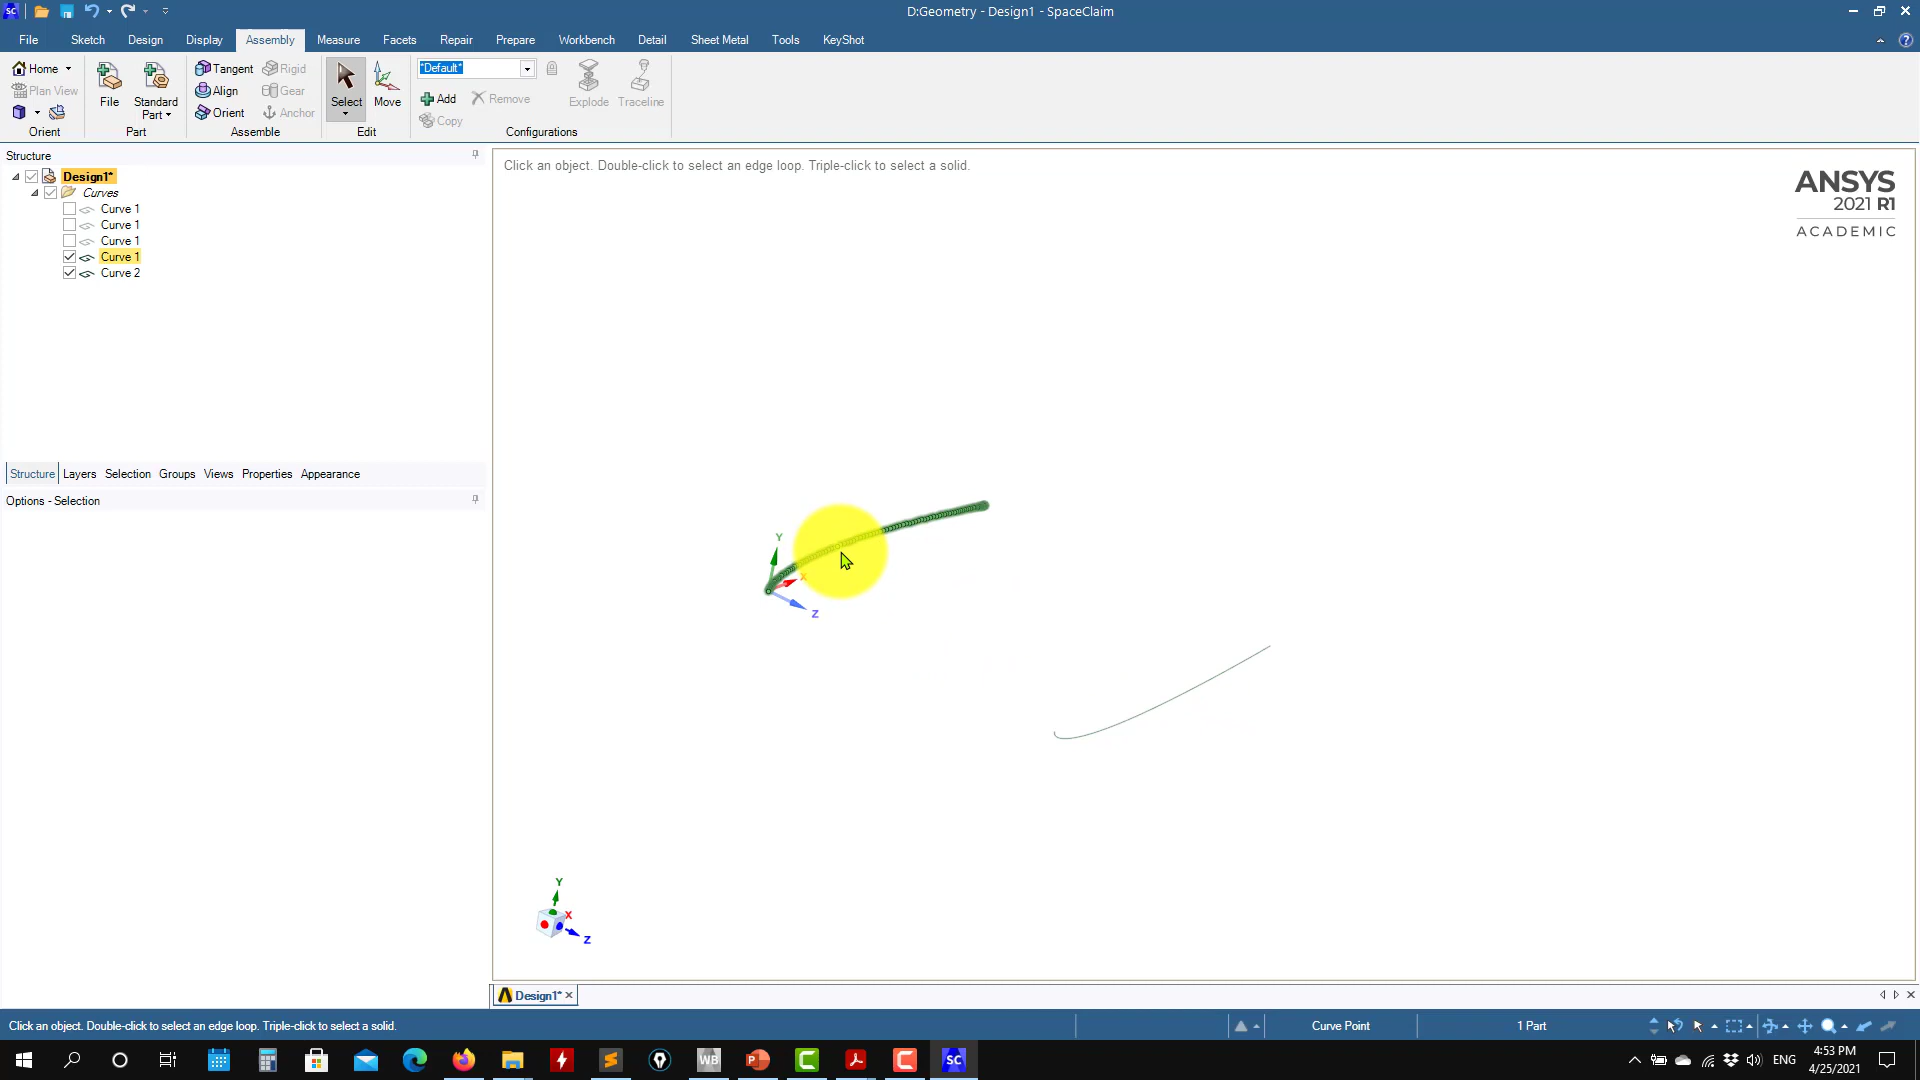 SC
D:Geometry - Design1 - SpaceClaim
File Sketch Design Display Assembly Measure Facets Repair Prepare Workbench Detail Sheet Metal Tools KeyShot
Home Tangent Rigid *Default*
Plan View Align Gear Add Remove
File Standard Part Orient Anchor Select Move Copy Explode Traceline
Orient Part Assemble Edit Configurations
Structure
Design1*
Curves
Curve 1
Curve 1
Curve 1
Curve 1
Curve 2
Click an object. Double-click to select an edge loop. Triple-click to select a solid.
ANSYS
2021 R1
ACADEMIC
Structure Layers Selection Groups Views Properties Appearance
Options - Selection
Y
X
Z
Y
X
Z
Design1*
Click an object. Double-click to select an edge loop. Triple-click to select a solid. Curve Point 1 Part
WB SC ENG 4:53 PM
4/25/2021